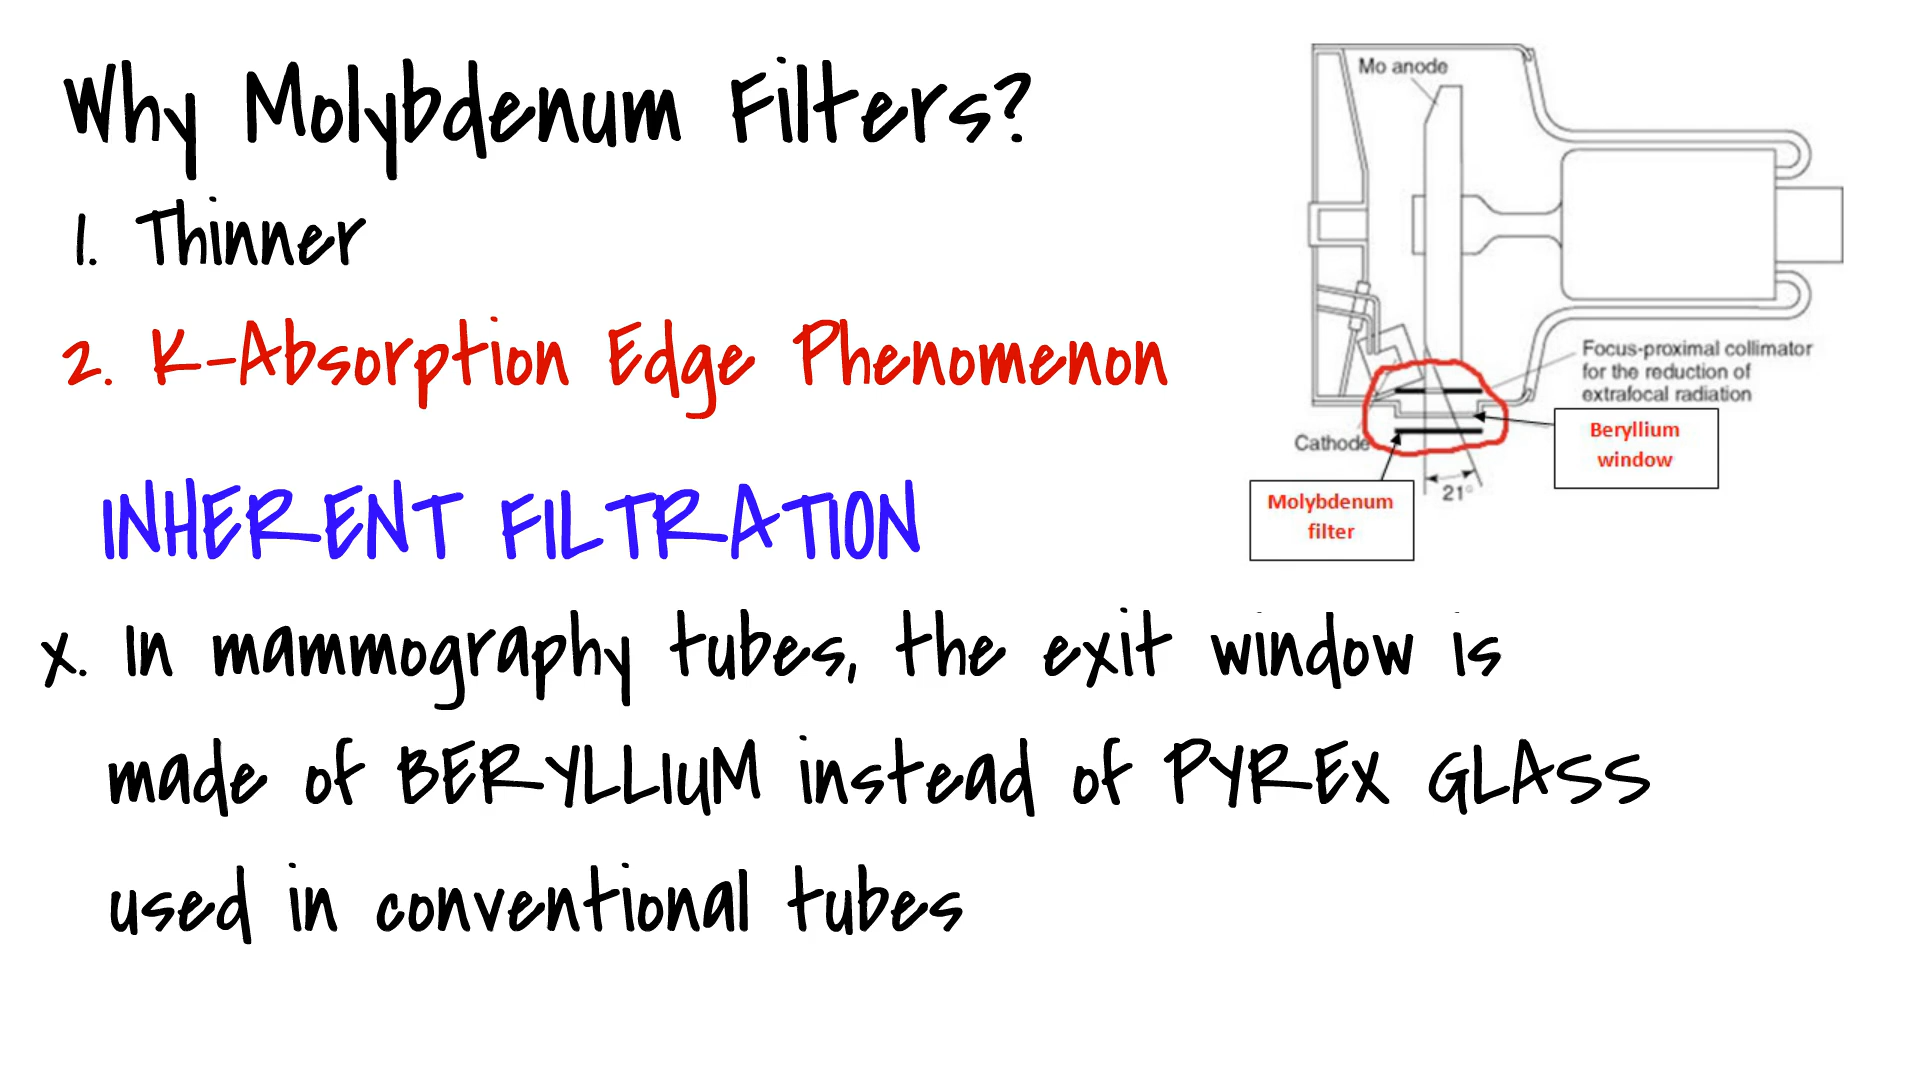 Why Molybdenum Filters?
1. Thinner
2. K-Absorption Edge Phenomenon
INHERENT FILTRATION
x. In mammography tubes, the exit window is
made of BERYLLIUM instead of PYREX GLASS
used in conventional tubes
Mo anode
Focus-proximal collimator
for the reduction of
extrafocal radiation
Beryllium
window
Cathode
21°
Molybdenum
filter